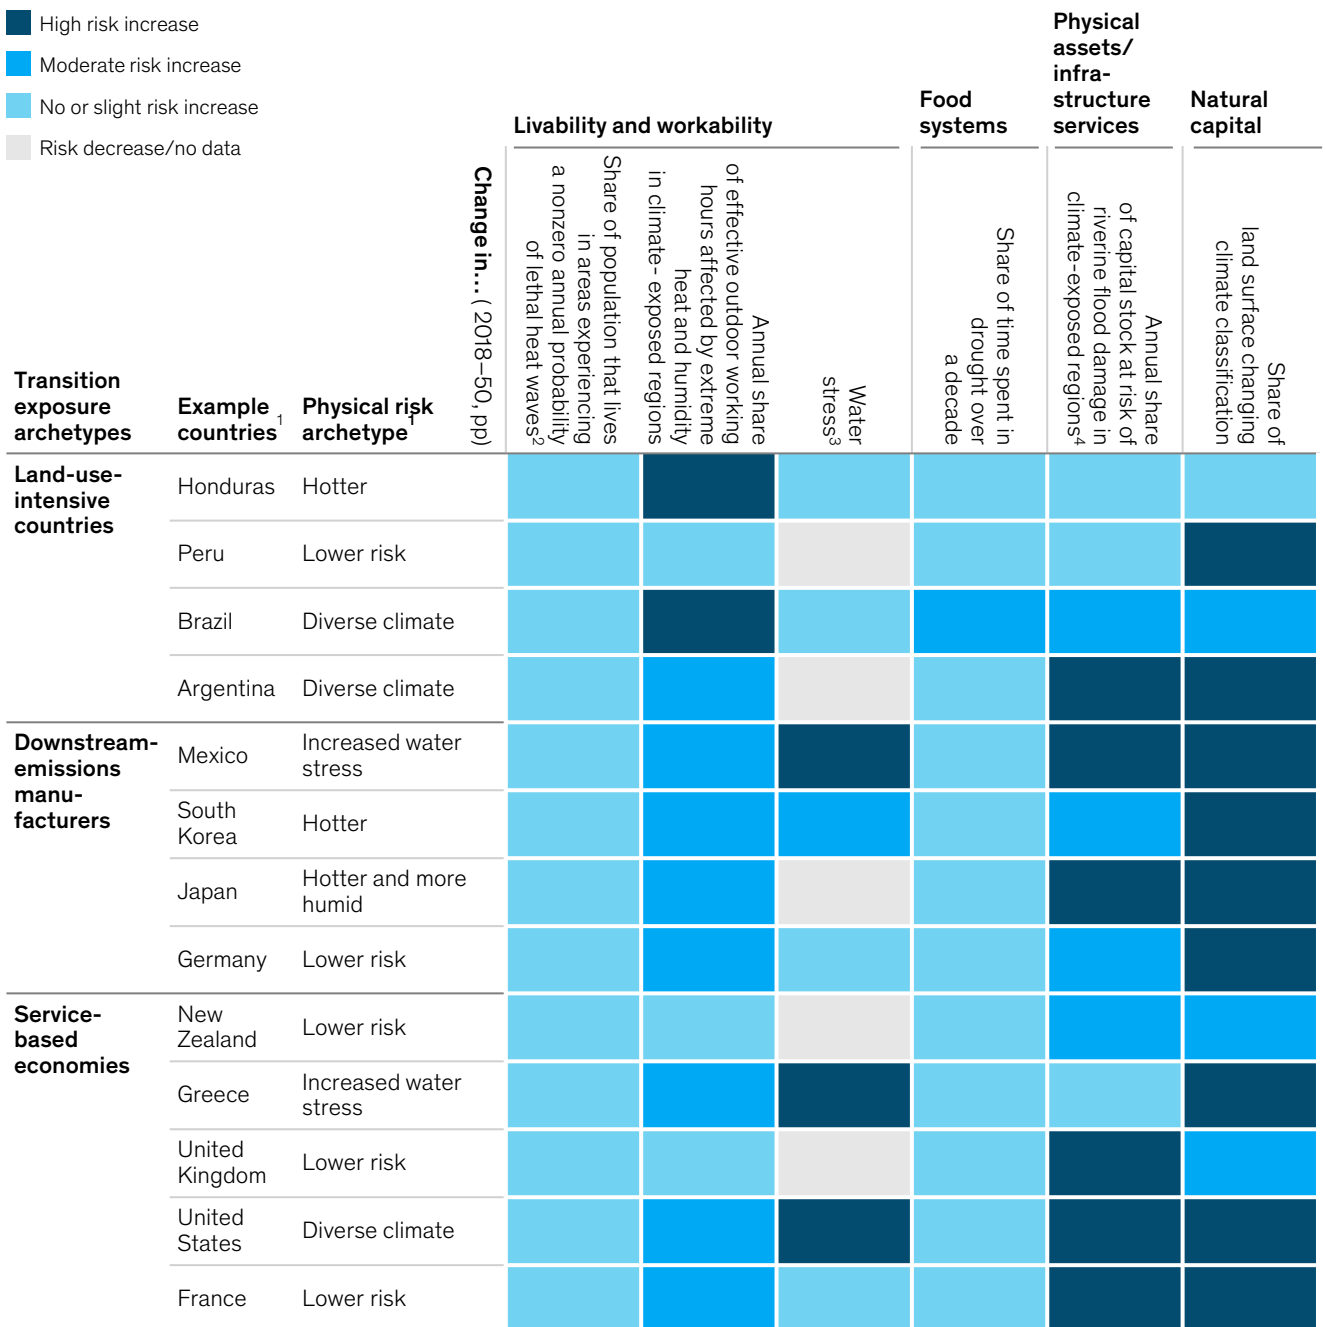 High risk increase
Moderate risk increase
No or slight risk increase
Risk decrease/no data
Livability and workability
Food
systems
Physical
assets/
infra-
structure
services
Natural
capital
Transition
exposure
archetypes
Example
countries1
Physical risk
archetype1
Change in… (2018–50, pp)
Share of population that lives
in areas experiencing
a nonzero annual probability
of lethal heat waves2
Annual share
of effective outdoor working
hours affected by extreme
heat and humidity
in climate- exposed regions
Water
stress3
Share of time spent in
drought over
a decade
Annual share
of capital stock at risk of
riverine flood damage in
climate-exposed regions4
Share of
land surface changing
climate classification
Land-use-
intensive
countries
Honduras
Hotter
Peru
Lower risk
Brazil
Diverse climate
Argentina
Diverse climate
Downstream-
emissions
manu-
facturers
Mexico
Increased water
stress
South
Korea
Hotter
Japan
Hotter and more
humid
Germany
Lower risk
Service-
based
economies
New
Zealand
Lower risk
Greece
Increased water
stress
United
Kingdom
Lower risk
United
States
Diverse climate
France
Lower risk